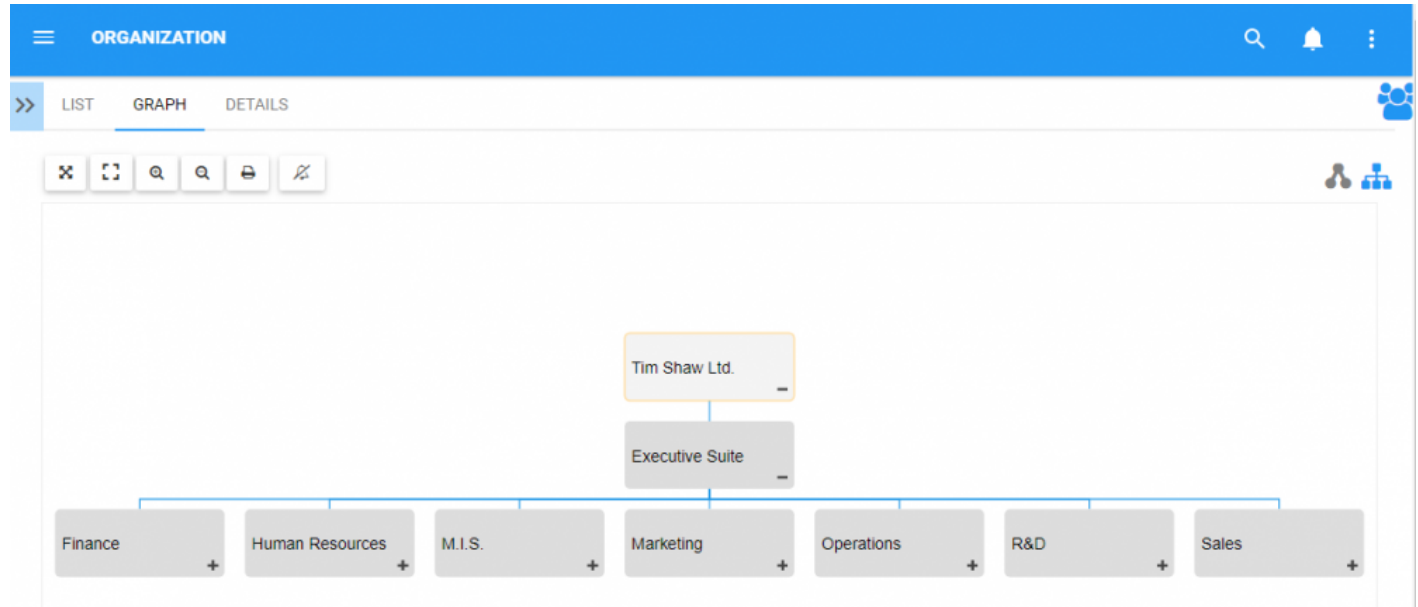 ORGANIZATION
LIST GRAPH DETAILS
Tim Shaw Ltd.
Executive Suite
Finance Human Resources M.I.S. Marketing Operations R&D Sales